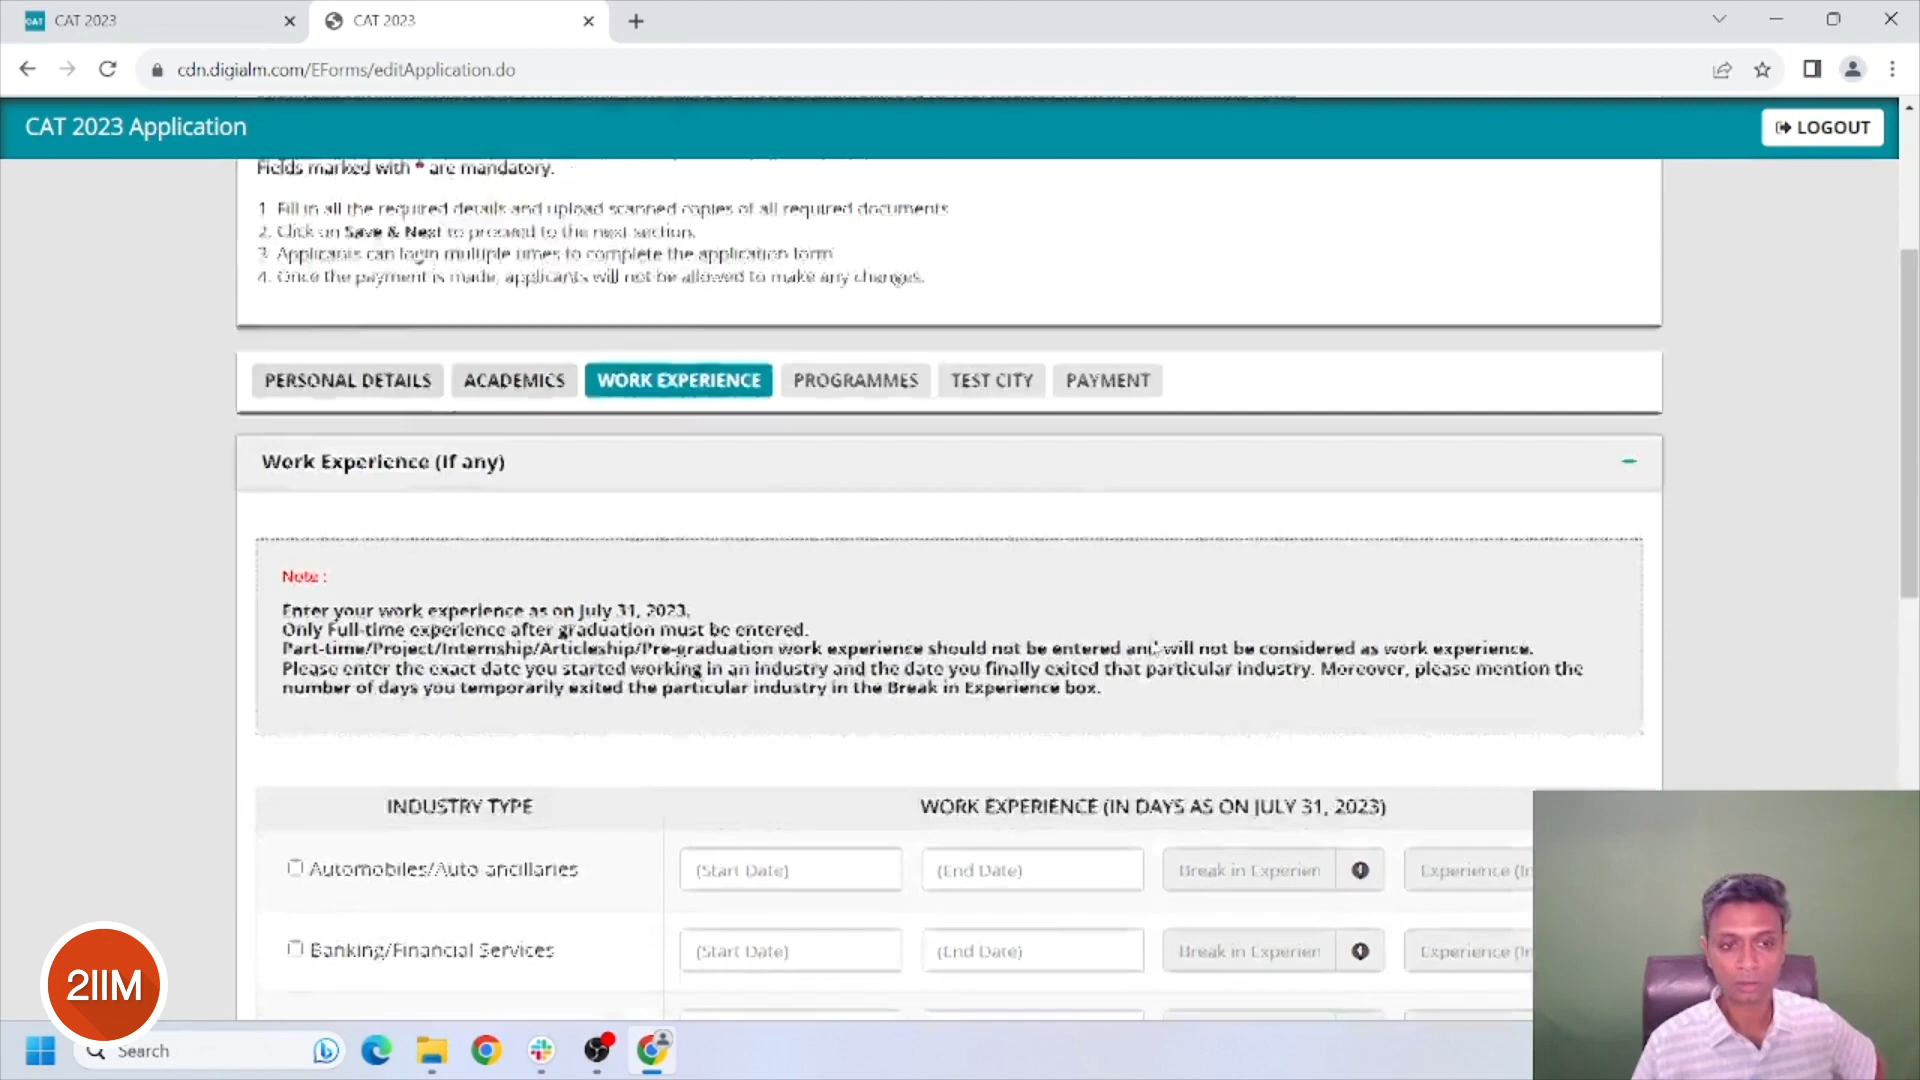 CAT 2023
CAT 2023
cdn.digialm.com/EForms/editApplication.do
CAT 2023 Application
LOGOUT
Fields marked with * are mandatory.
1. Fill in all the required details and upload scanned copies of all required documents
2. Click on Save & Next to proceed to the next section.
3. Applicants can login multiple times to complete the application form
4. Once the payment is made, applicants will not be allowed to make any changes.
PERSONAL DETAILS ACADEMICS WORK EXPERIENCE PROGRAMMES TEST CITY PAYMENT
Work Experience (If any)
Note :
Enter your work experience as on July 31, 2023.
Only Full-time experience after graduation must be entered.
Part-time/Project/Internship/Articleship/Pre-graduation work experience should not be entered and will not be considered as work experience.
Please enter the exact date you started working in an industry and the date you finally exited that particular industry. Moreover, please mention the
number of days you temporarily exited the particular industry in the Break in Experience box.
INDUSTRY TYPE WORK EXPERIENCE (IN DAYS AS ON JULY 31, 2023)
Automobiles/Auto ancillaries (Start Date) (End Date) Break in Experien Experience (In
Banking/Financial Services (Start Date) (End Date) Break in Experien Experience (In
2IIM
Search